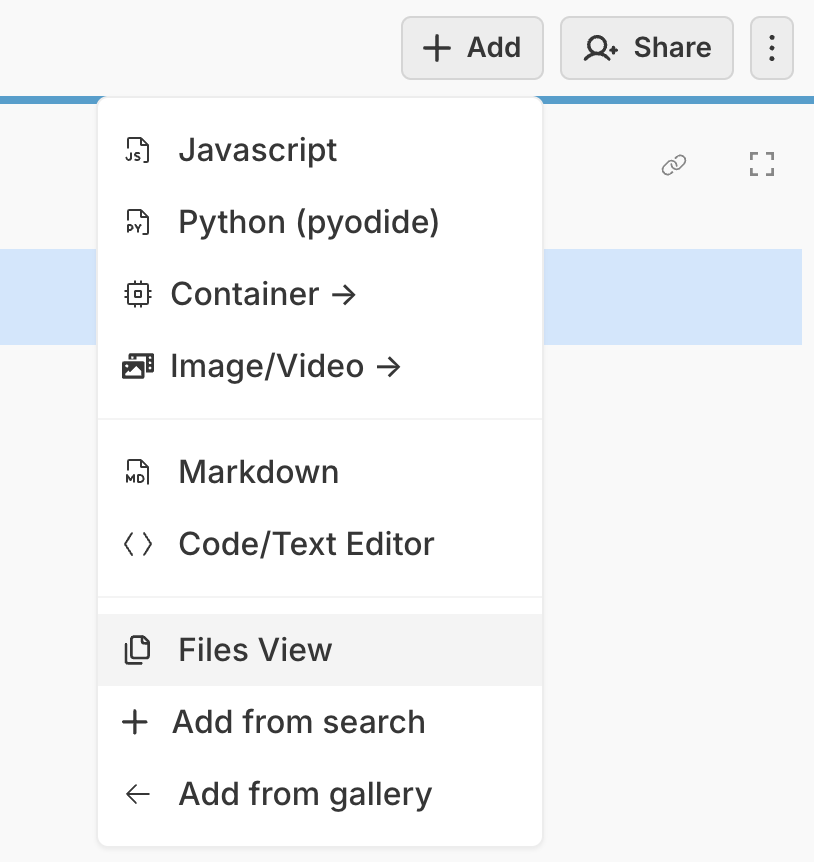 Add
Share
JS Javascript
PY Python (pyodide)
Container →
Image/Video →
MD Markdown
Code/Text Editor
Files View
Add from search
Add from gallery